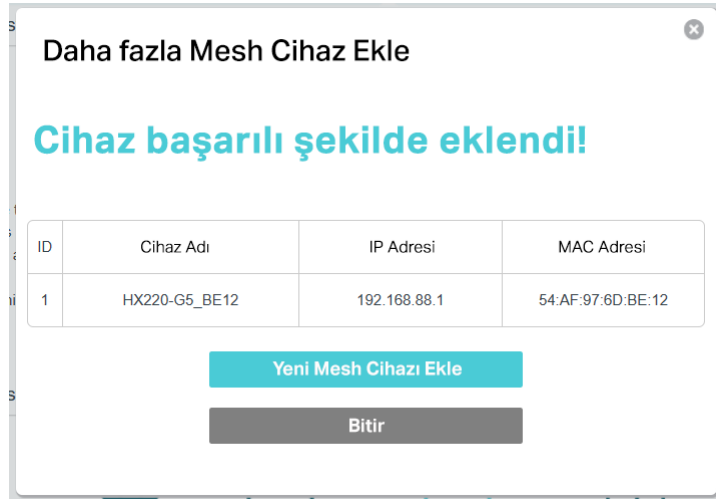 Daha fazla Mesh Cihaz Ekle
Cihaz başarılı şekilde eklendi!
ID Cihaz Adı IP Adresi MAC Adresi
1 HX220-G5_BE12 192.168.88.1 54:AF:97:6D:BE:12
Yeni Mesh Cihazı Ekle
Bitir